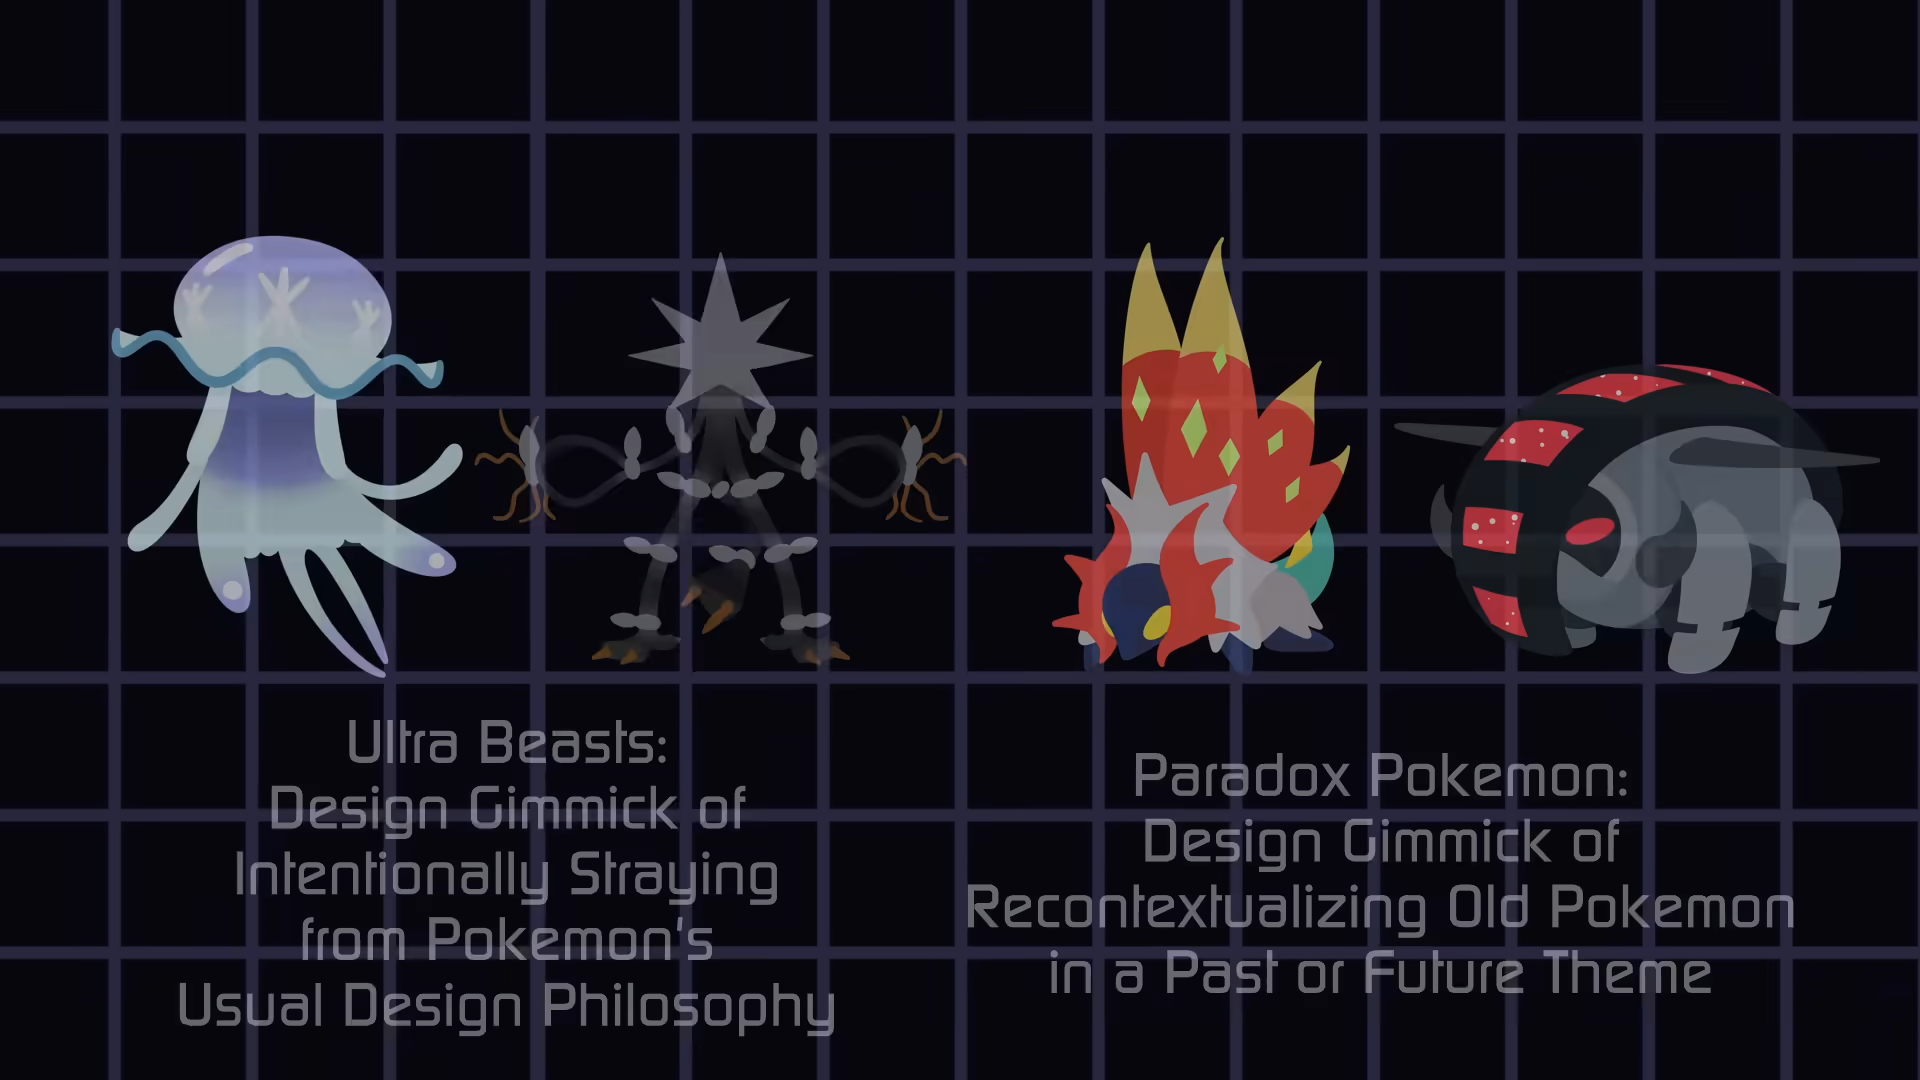 Ultra Beasts:
Design Gimmick of
Intentionally Straying
from Pokemon's
Usual Design Philosophy
Paradox Pokemon:
Design Gimmick of
Recontextualizing Old Pokemon
in a Past or Future Theme